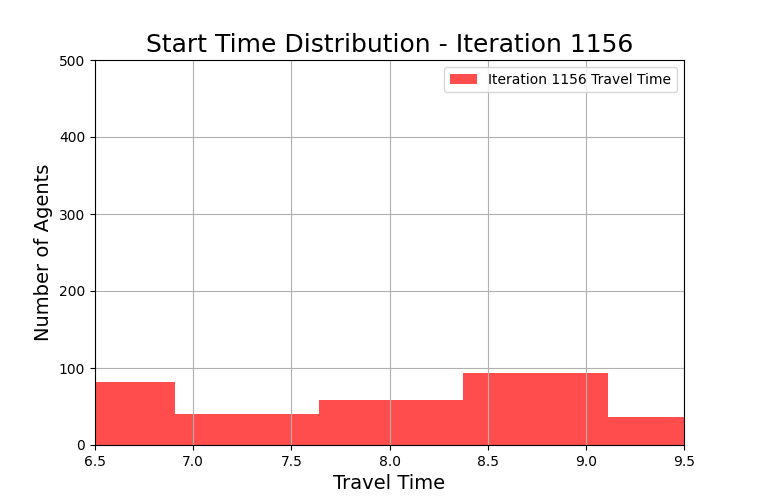 Start Time Distribution - Iteration 1156
500
400
300
200
100
0
Number of Agents
Iteration 1156 Travel Time
6.5 7.0 7.5 8.0 8.5 9.0 9.5
Travel Time